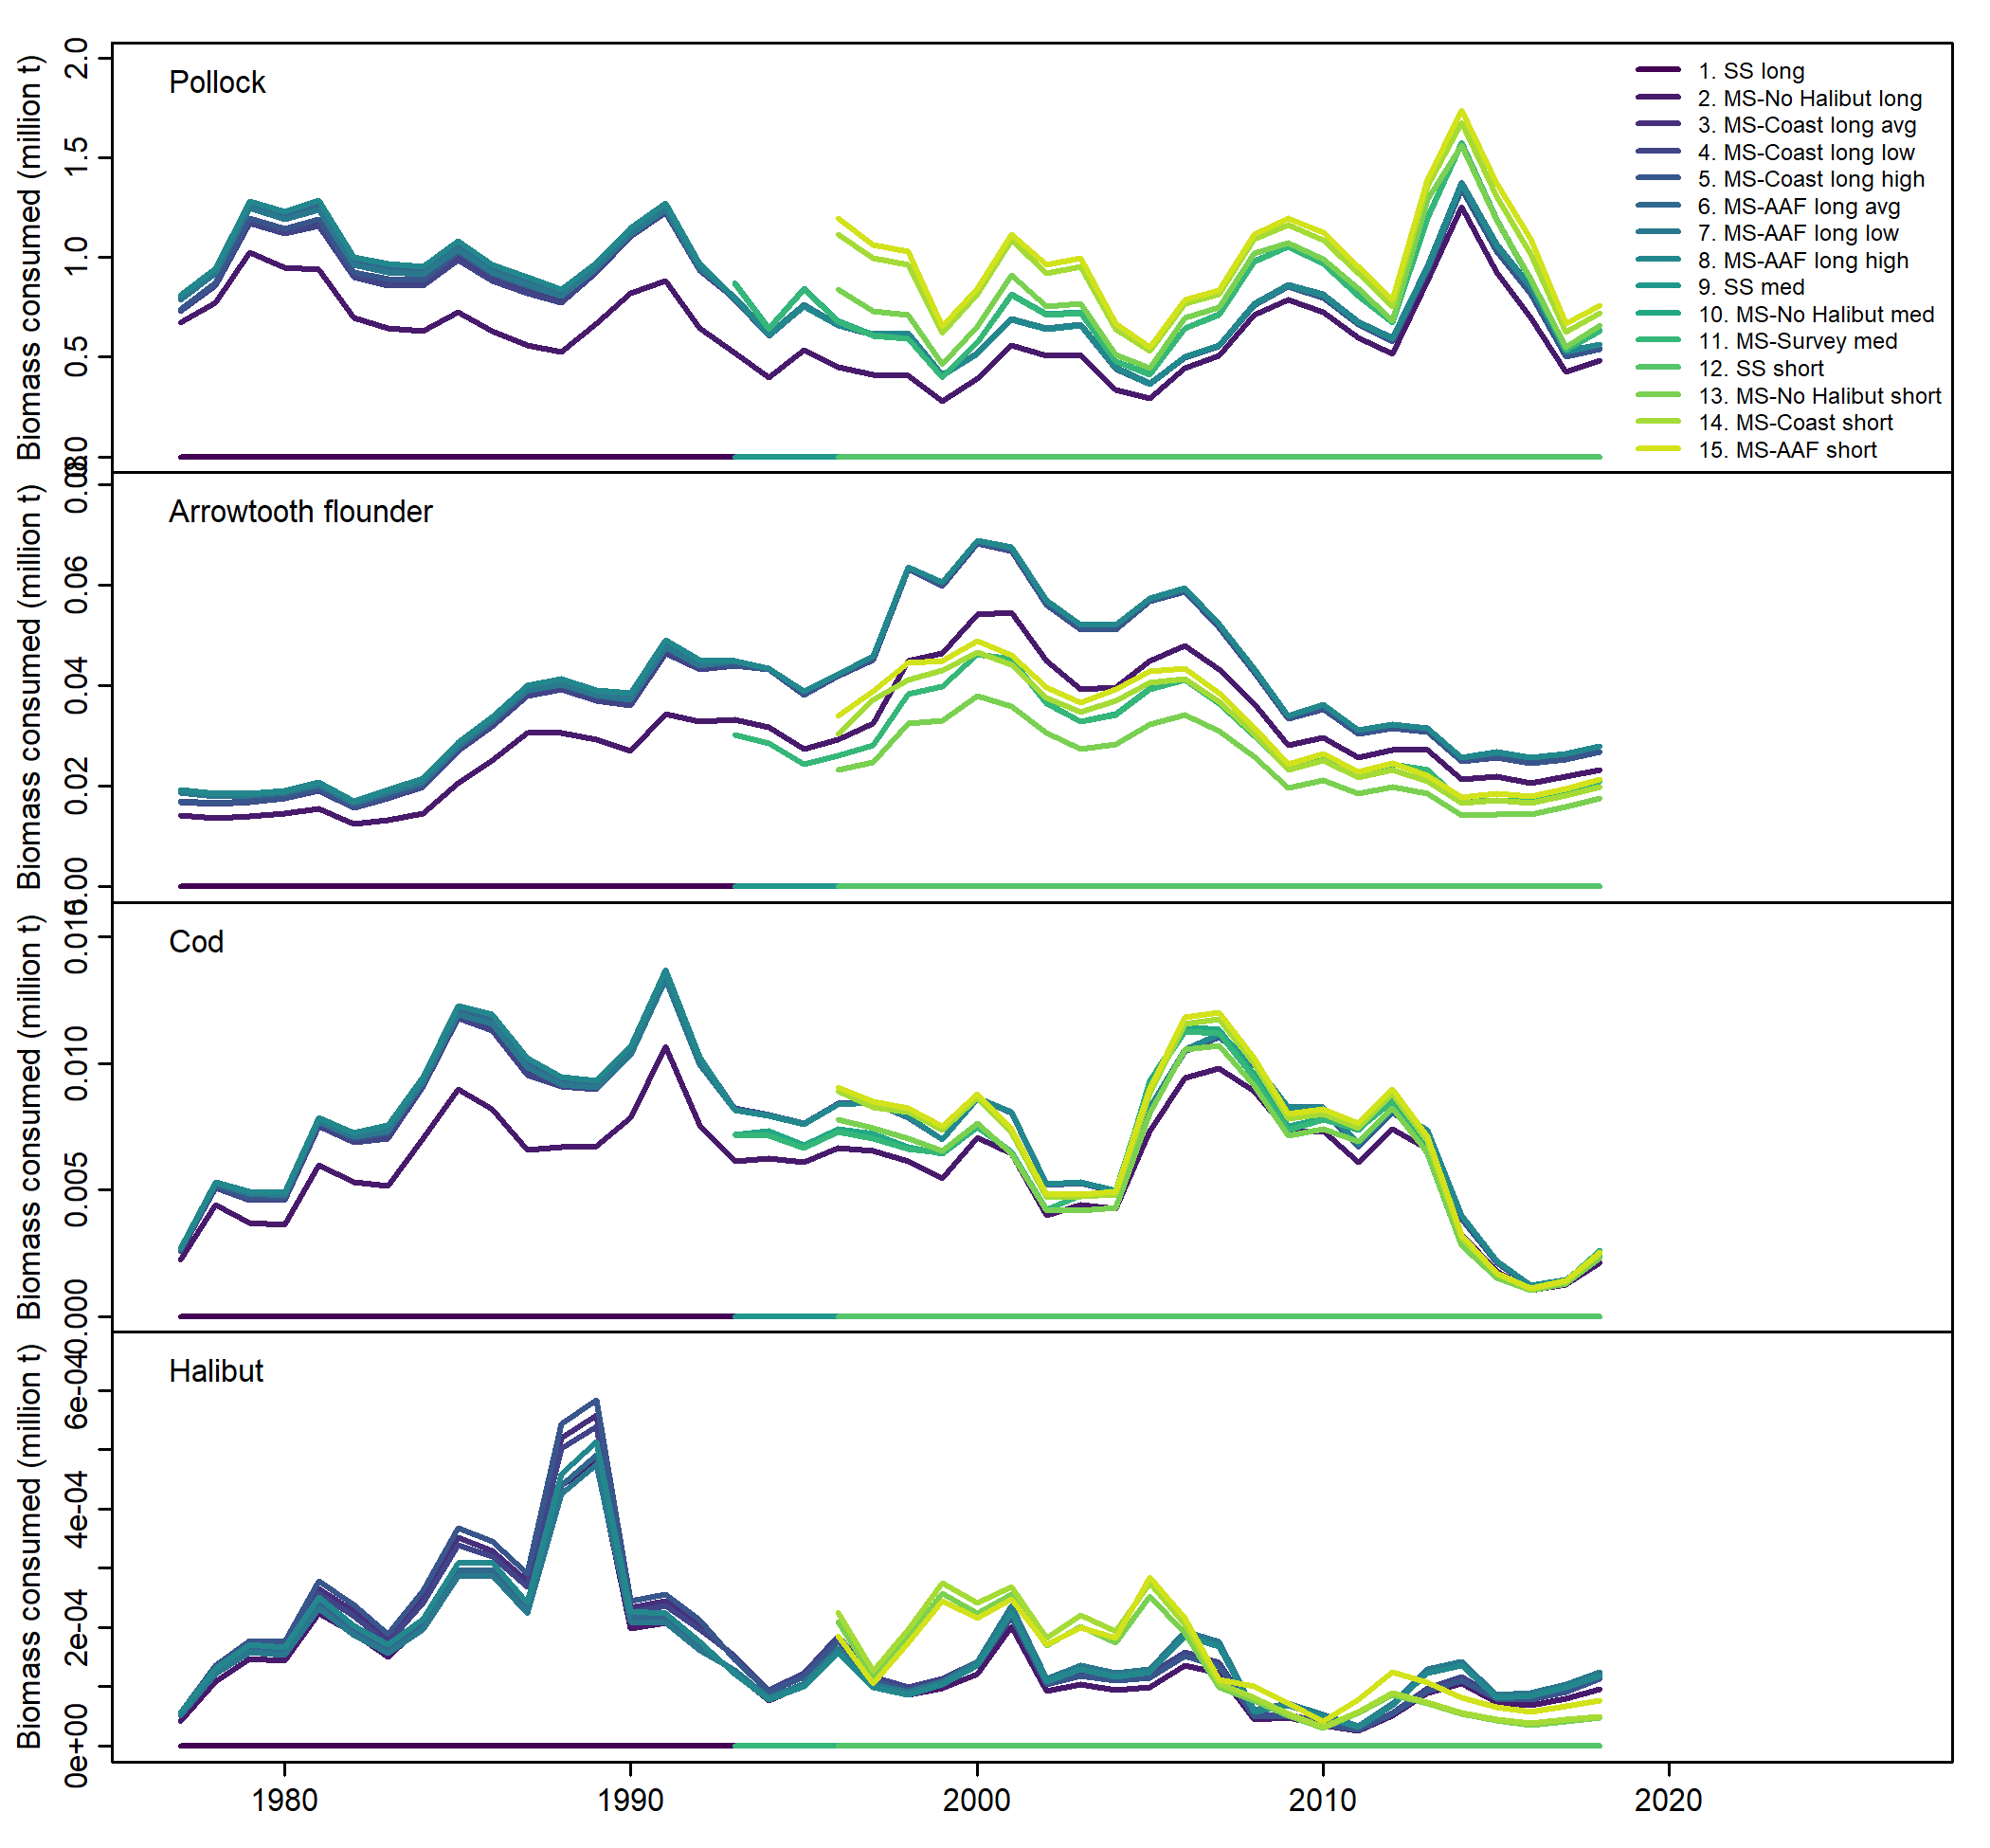 Biomass consumed (million t)
2.0
1.5
1.0
0.5
0.0
Pollock
1. SS long
2. MS-No Halibut long
3. MS-Coast long avg
4. MS-Coast long low
5. MS-Coast long high
6. MS-AAF long avg
7. MS-AAF long low
8. MS-AAF long high
9. SS med
10. MS-No Halibut med
11. MS-Survey med
12. SS short
13. MS-No Halibut short
14. MS-Coast short
15. MS-AAF short
Biomass consumed (million t)
0.08
0.06
0.04
0.02
0.00
Arrowtooth flounder
Biomass consumed (million t)
0.015
0.010
0.005
0.000
Cod
Biomass consumed (million t)
6e-04
4e-04
2e-04
0e+00
Halibut
1980
1990
2000
2010
2020